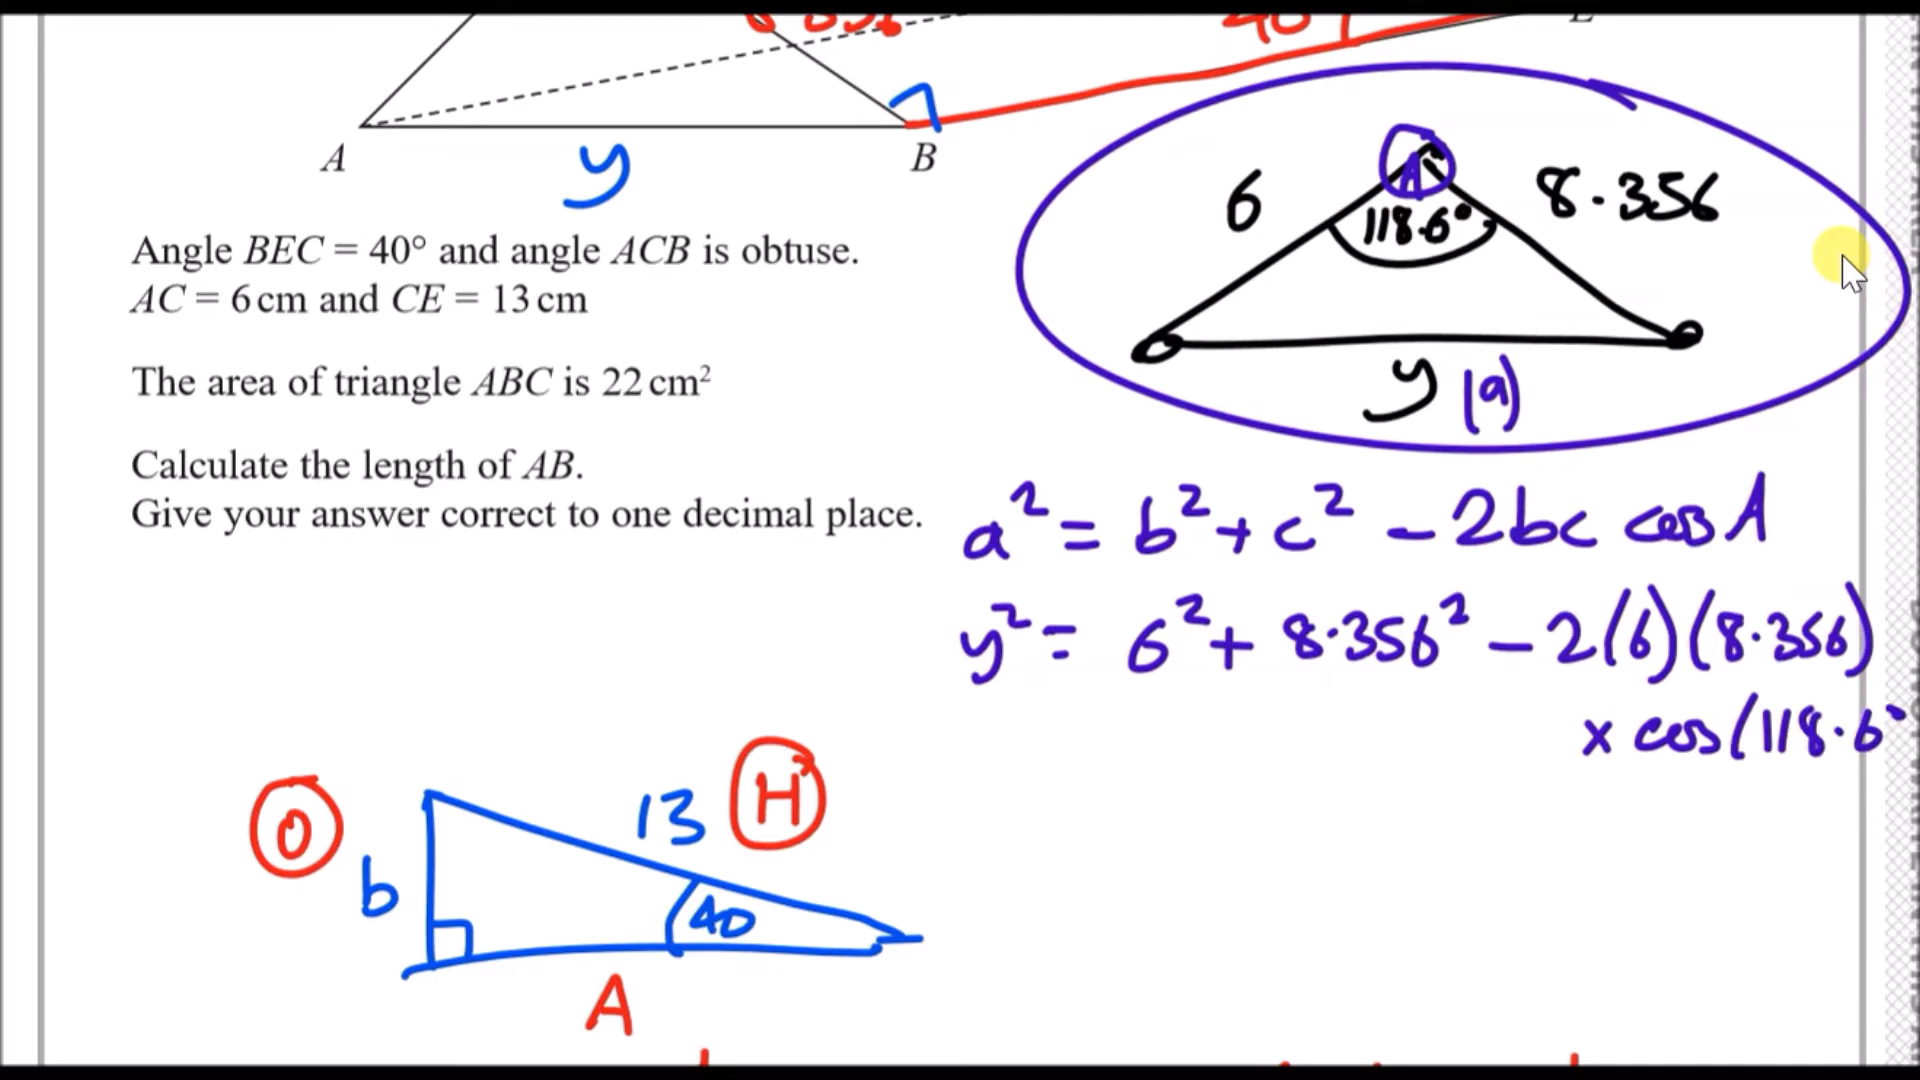 A
y
B
6
A
8.356
118.6°
y (a)
Angle BEC = 40° and angle ACB is obtuse.
AC = 6 cm and CE = 13 cm
The area of triangle ABC is 22 cm²
Calculate the length of AB.
Give your answer correct to one decimal place.
a² = b² + c² - 2bc cos A
y² = 6² + 8.356² - 2(6)(8.356)
x cos(118.6°
O
13
H
b
40
A